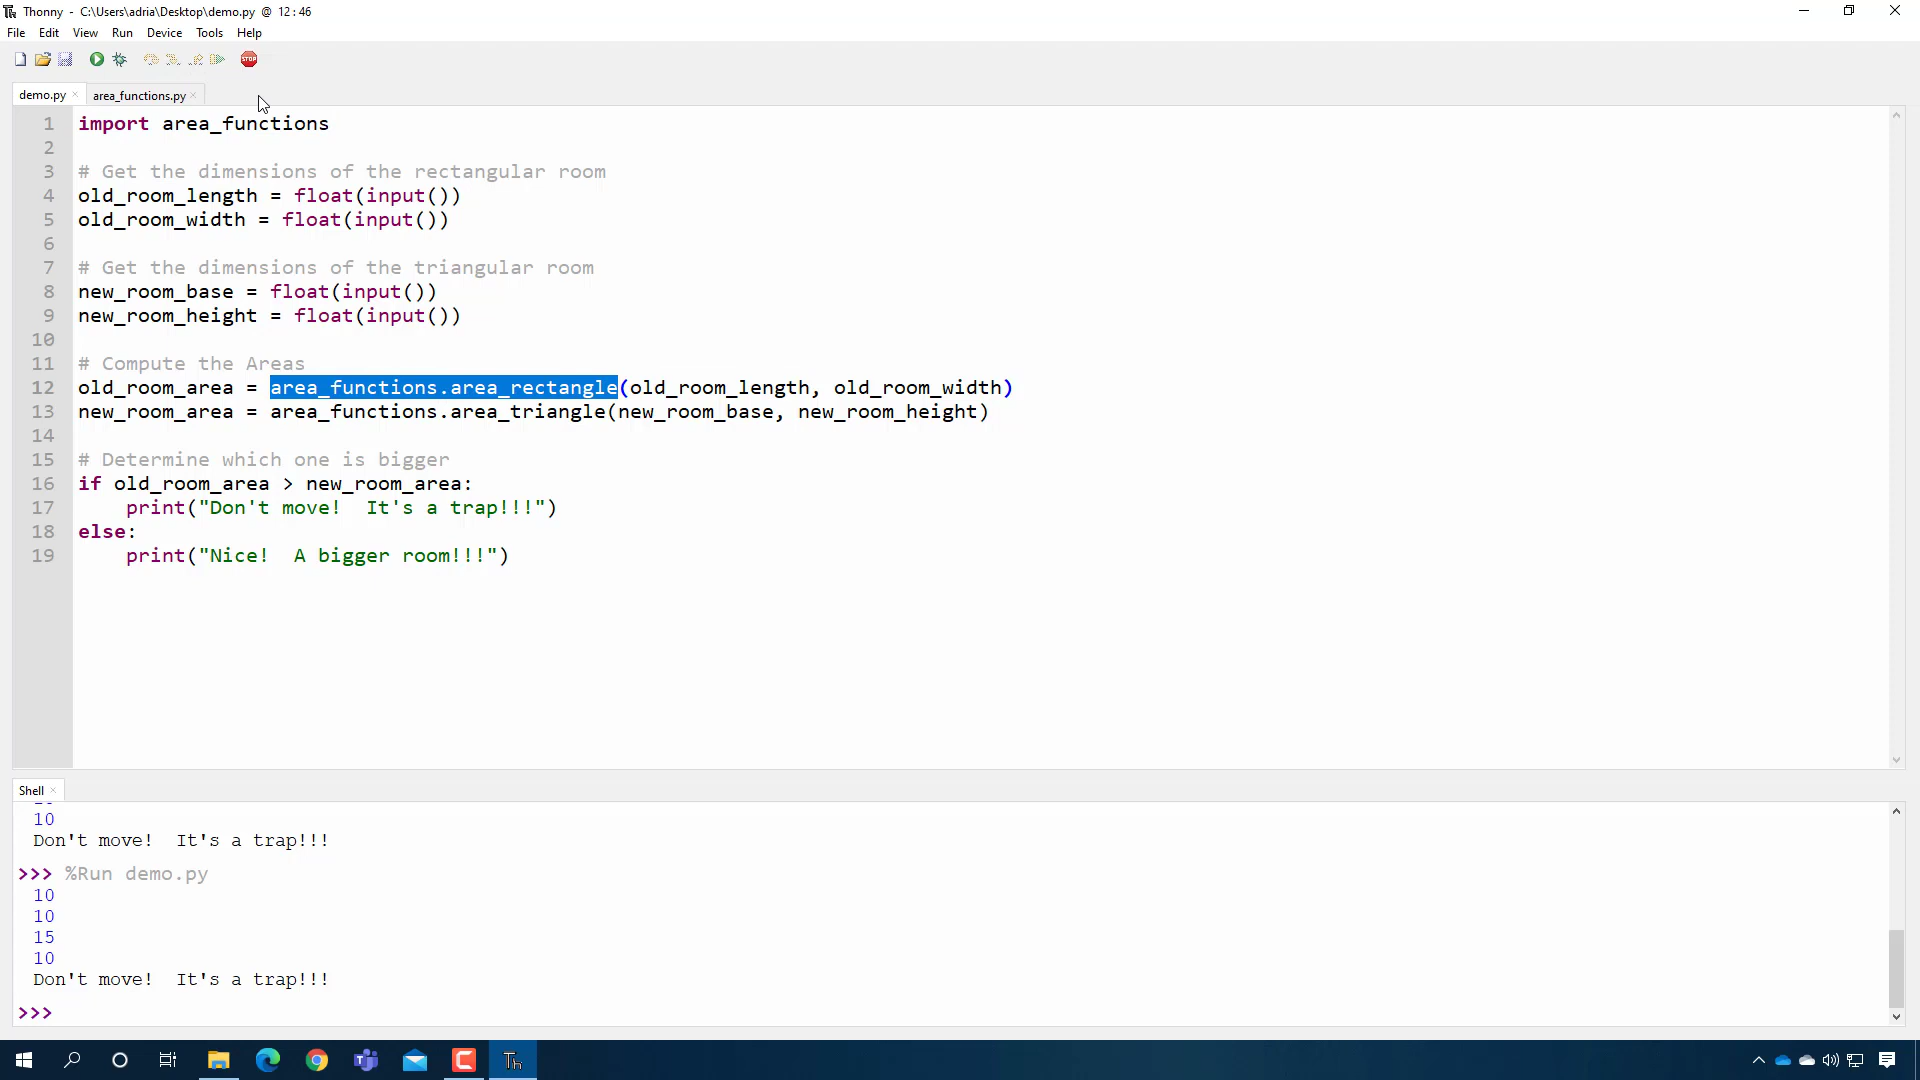 Thonny - C:\Users\adria\Desktop\demo.py @ 12 : 46
File Edit View Run Device Tools Help
STOP
demo.py × area_functions.py ×
1 import area_functions
2
3 # Get the dimensions of the rectangular room
4 old_room_length = float(input())
5 old_room_width = float(input())
6
7 # Get the dimensions of the triangular room
8 new_room_base = float(input())
9 new_room_height = float(input())
10
11 # Compute the Areas
12 old_room_area = area_functions.area_rectangle(old_room_length, old_room_width)
13 new_room_area = area_functions.area_triangle(new_room_base, new_room_height)
14
15 # Determine which one is bigger
16 if old_room_area > new_room_area:
17     print("Don't move!  It's a trap!!!")
18 else:
19     print("Nice!  A bigger room!!!")
Shell ×
10
Don't move!  It's a trap!!!
>>> %Run demo.py
10
10
15
10
Don't move!  It's a trap!!!
>>>
Th